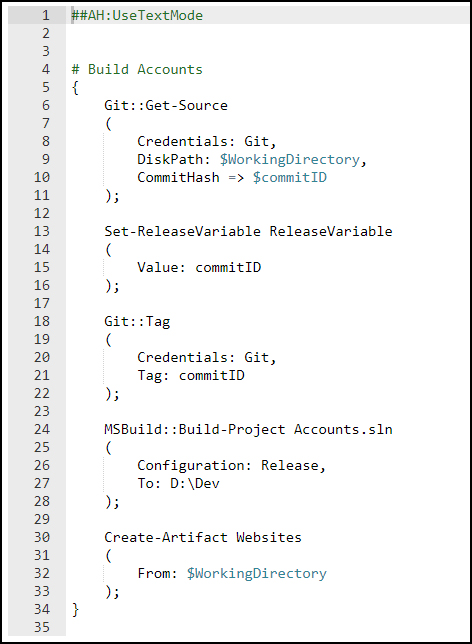 1 ##AH:UseTextMode
2
3
4 # Build Accounts
5 {
6     Git::Get-Source
7     (
8         Credentials: Git,
9         DiskPath: $WorkingDirectory,
10         CommitHash => $commitID
11     );
12
13     Set-ReleaseVariable ReleaseVariable
14     (
15         Value: commitID
16     );
17
18     Git::Tag
19     (
20         Credentials: Git,
21         Tag: commitID
22     );
23
24     MSBuild::Build-Project Accounts.sln
25     (
26         Configuration: Release,
27         To: D:\Dev
28     );
29
30     Create-Artifact Websites
31     (
32         From: $WorkingDirectory
33     );
34 }
35